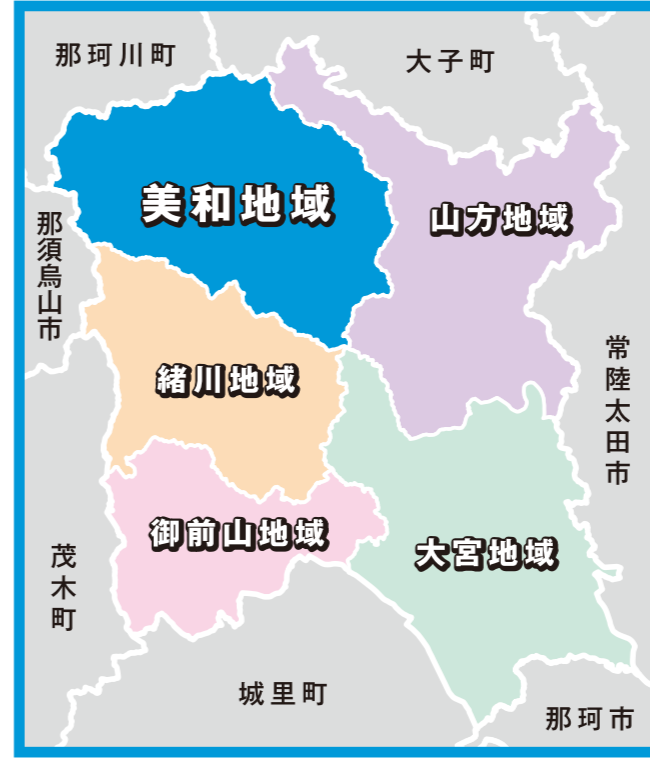 那珂川町
大子町
美和地域
山方地域
那須烏山市
常陸太田市
緒川地域
御前山地域
大宮地域
茂木町
城里町
那珂市